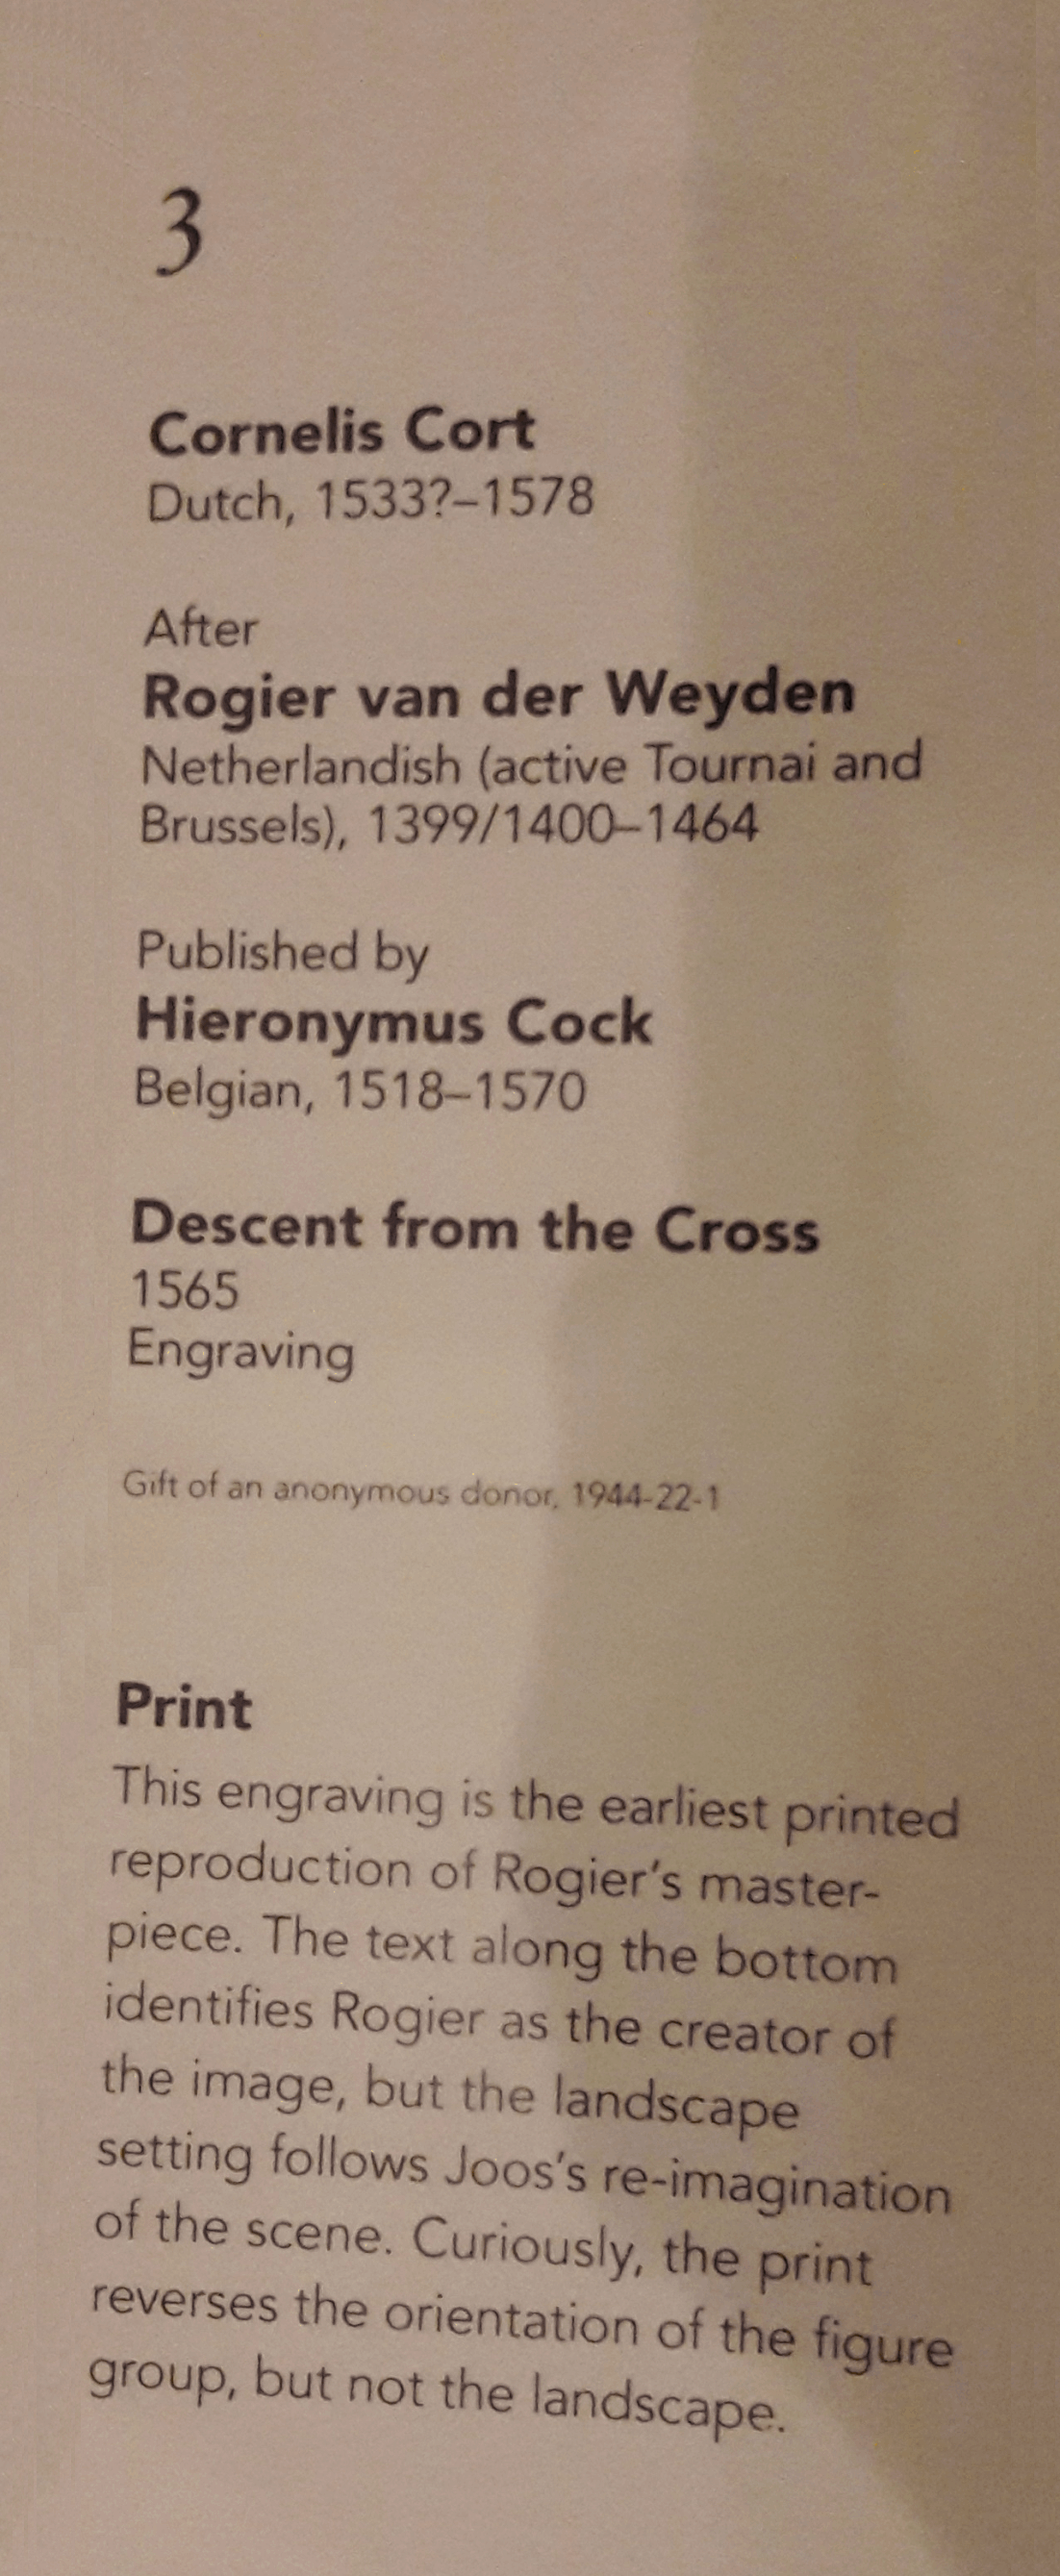 3
Cornelis Cort
Dutch, 1533?–1578
After
Rogier van der Weyden
Netherlandish (active Tournai and
Brussels), 1399/1400–1464
Published by
Hieronymus Cock
Belgian, 1518–1570
Descent from the Cross
1565
Engraving
Gift of an anonymous donor, 1944-22-1
Print
This engraving is the earliest printed
reproduction of Rogier's master-
piece. The text along the bottom
identifies Rogier as the creator of
the image, but the landscape
setting follows Joos's re-imagination
of the scene. Curiously, the print
reverses the orientation of the figure
group, but not the landscape.